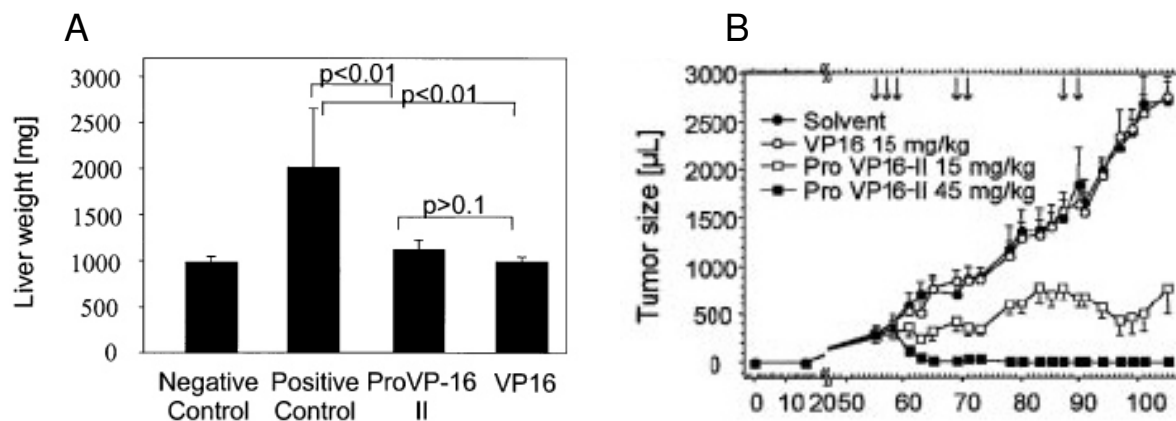 A
3000
2500
2000
1500
1000
500
0
Liver weight [mg]
p<0.01
p<0.01
p>0.1
Negative Control
Positive Control
ProVP-16 II
VP16
B
3000
2500
2000
1500
1000
500
0
Tumor size [µL]
Solvent
VP16 15 mg/kg
Pro VP16-II 15 mg/kg
Pro VP16-II 45 mg/kg
0 10 20 50 60 70 80 90 100